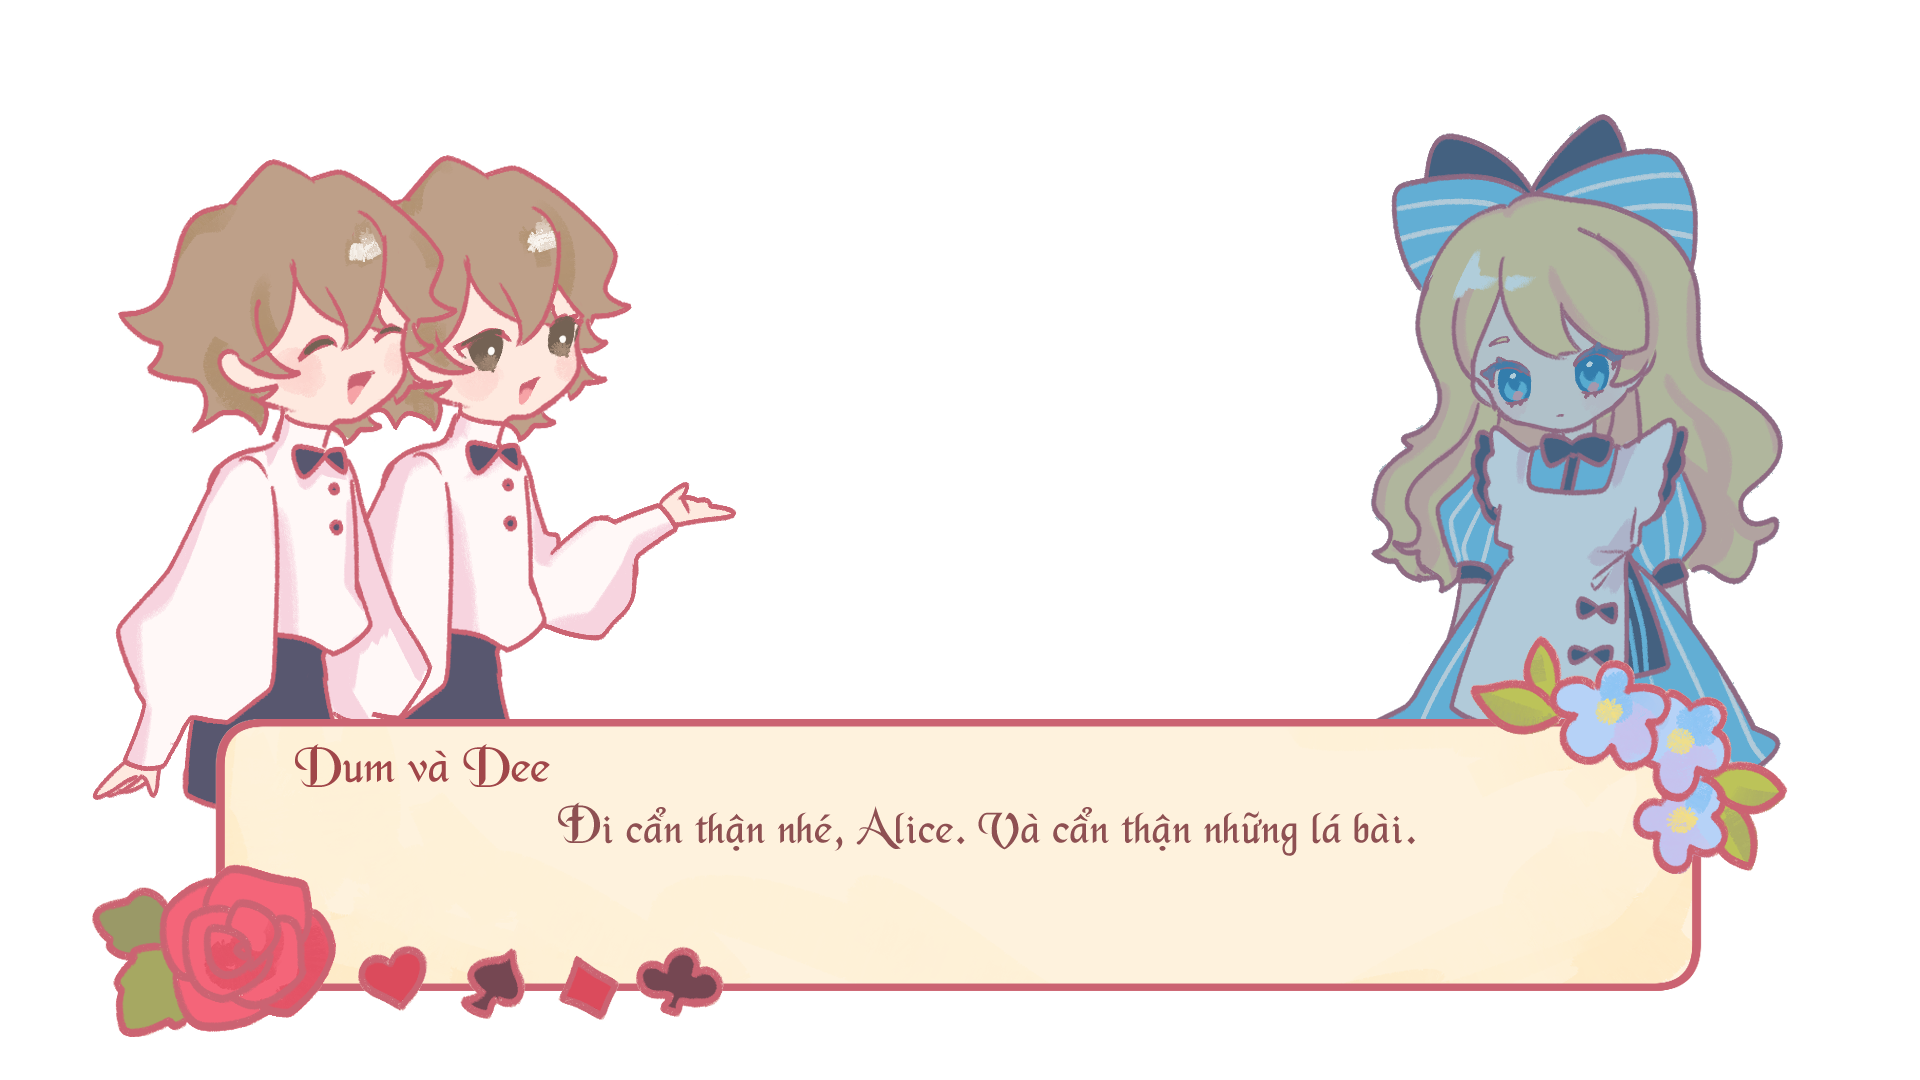 Dum và Dee
Đi cẩn thận nhé, Alice. Và cẩn thận những lá bài.